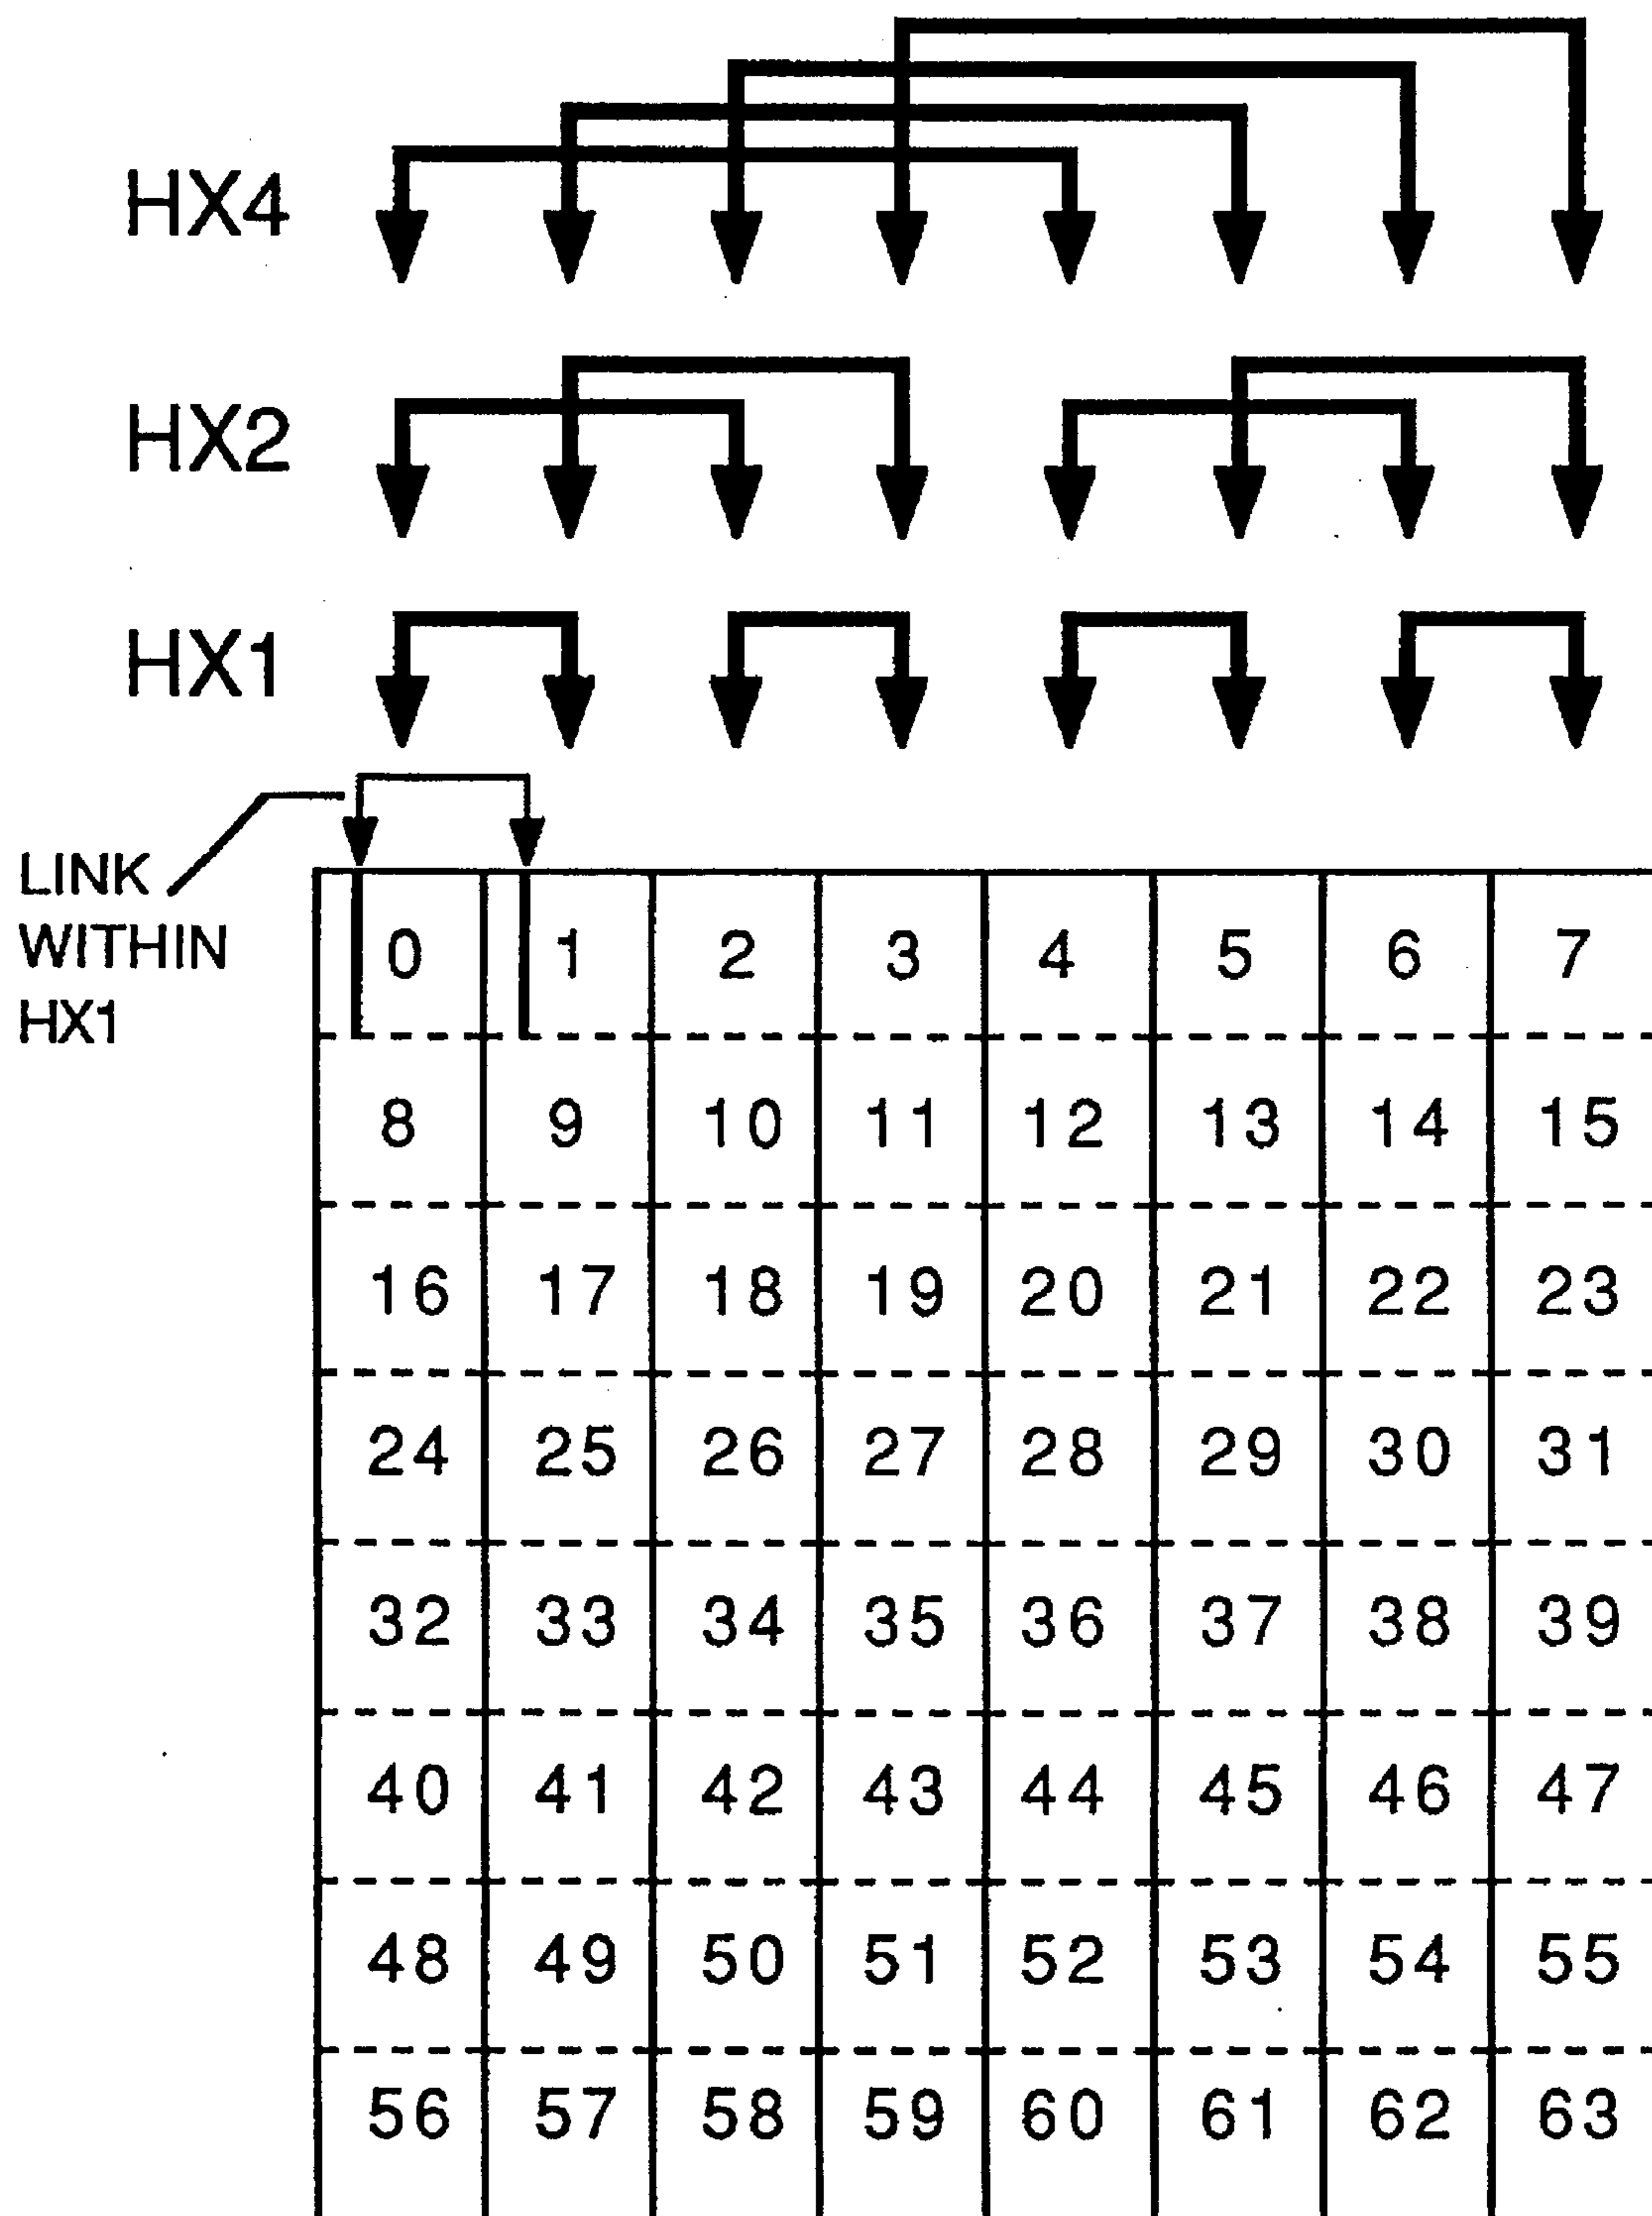 HX4
HX2
HX1
LINK
WITHIN
HX1
0 1 2 3 4 5 6 7
8 9 10 11 12 13 14 15
16 17 18 19 20 21 22 23
24 25 26 27 28 29 30 31
32 33 34 35 36 37 38 39
40 41 42 43 44 45 46 47
48 49 50 51 52 53 54 55
56 57 58 59 60 61 62 63